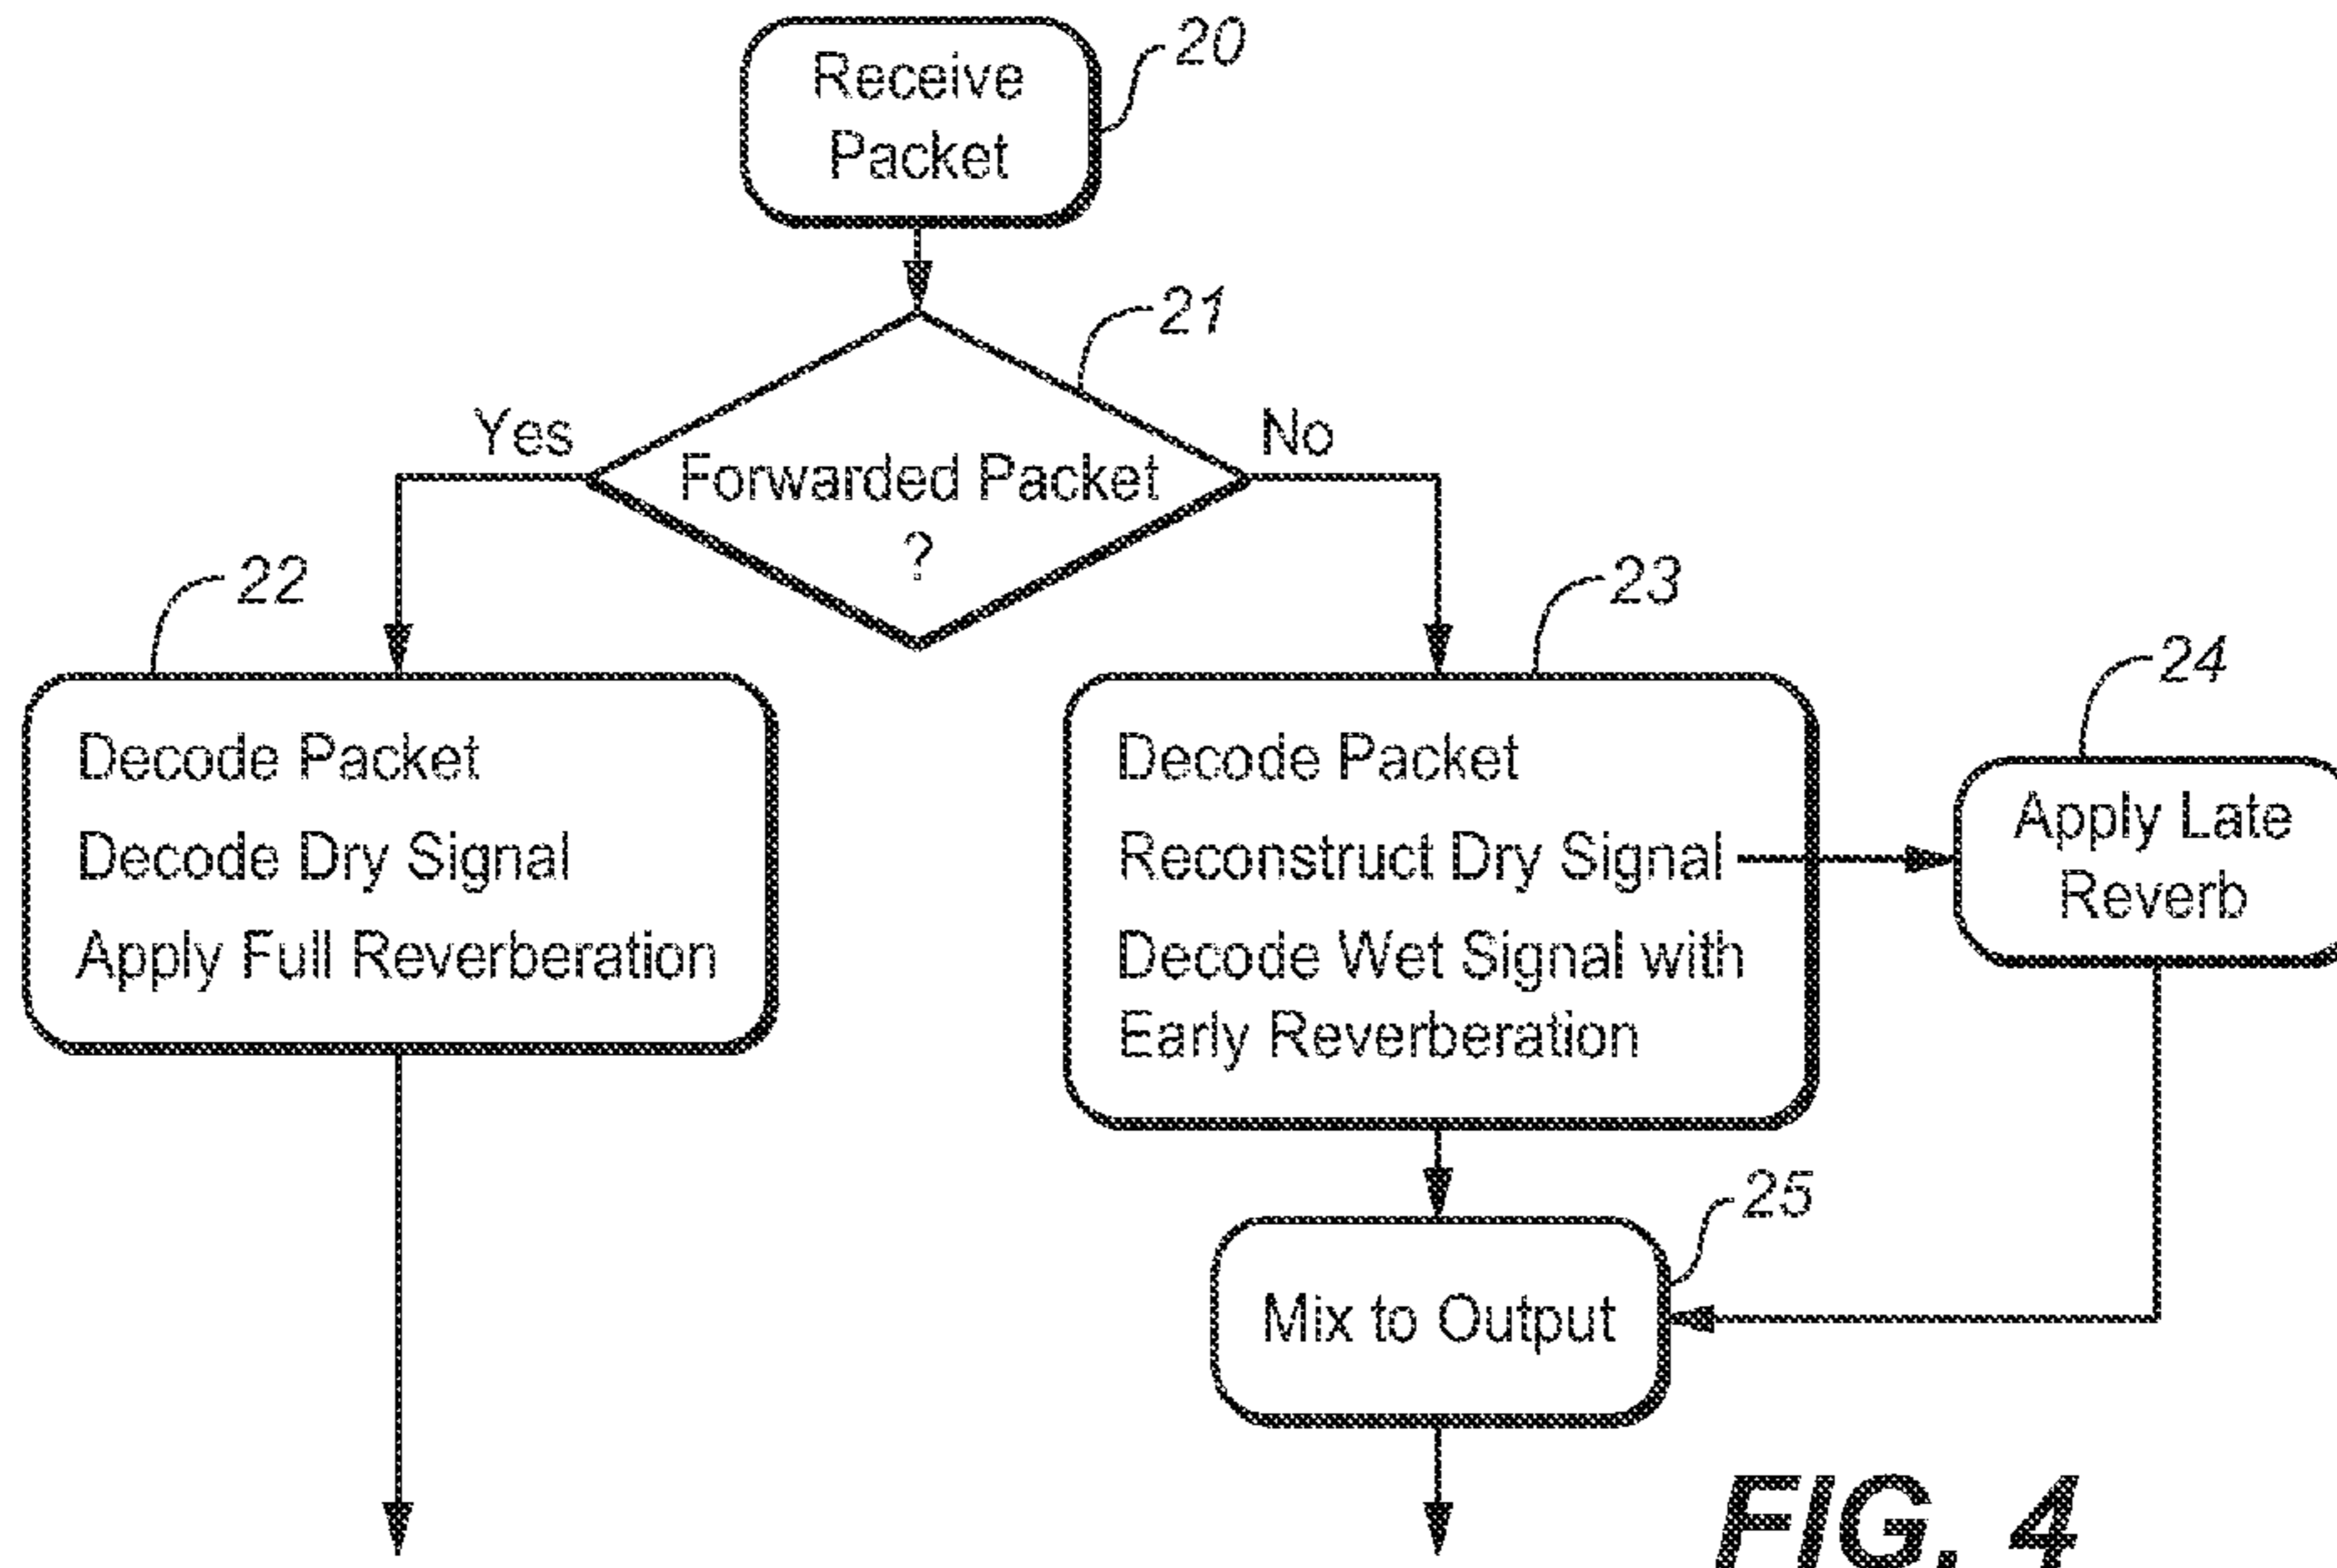 Receive
Packet
20
21
Yes
No
Forwarded Packet
?
22
Decode Packet
Decode Dry Signal
Apply Full Reverberation
23
Decode Packet
Reconstruct Dry Signal
Decode Wet Signal with
Early Reverberation
24
Apply Late
Reverb
25
Mix to Output
FIG. 4